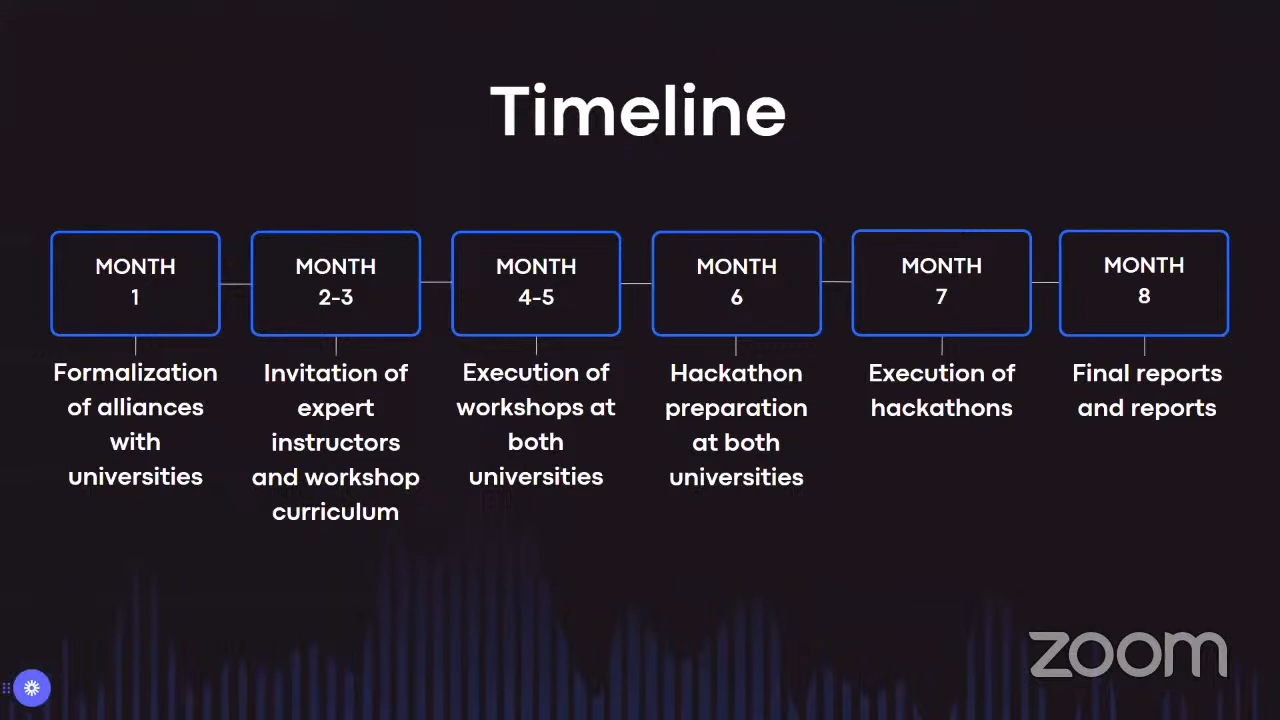 Timeline
MONTH
1
Formalization
of alliances
with
universities
MONTH
2-3
Invitation of
expert
instructors
and workshop
curriculum
MONTH
4-5
Execution of
workshops at
both
universities
MONTH
6
Hackathon
preparation
at both
universities
MONTH
7
Execution of
hackathons
MONTH
8
Final reports
and reports
zoom